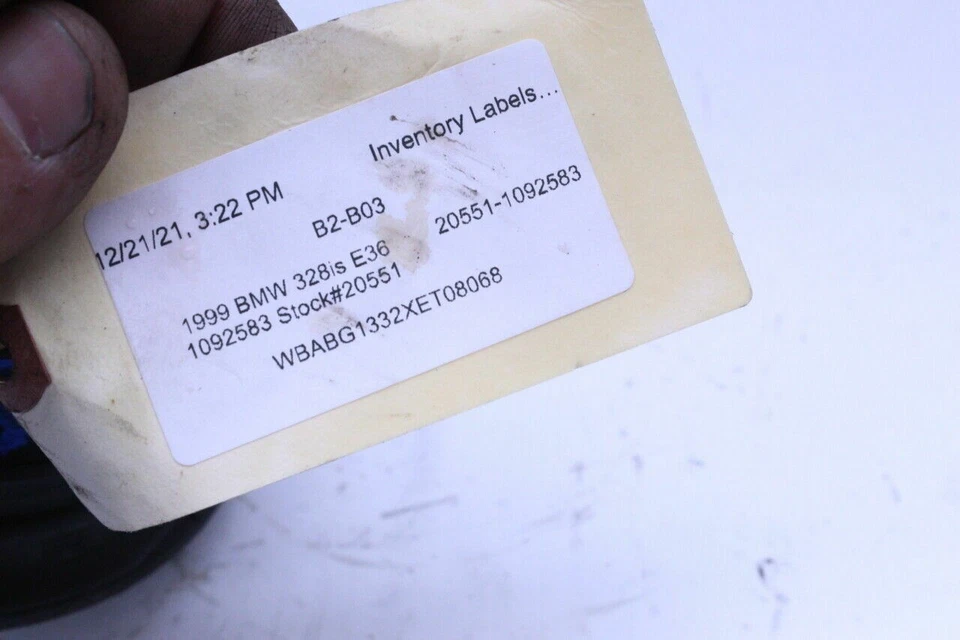 12/21/21, 3:22 PM
Inventory Labels...
B2-B03
20551-1092583
1999 BMW 328is E36
1092583 Stock#20551
WBABG1332XET08068